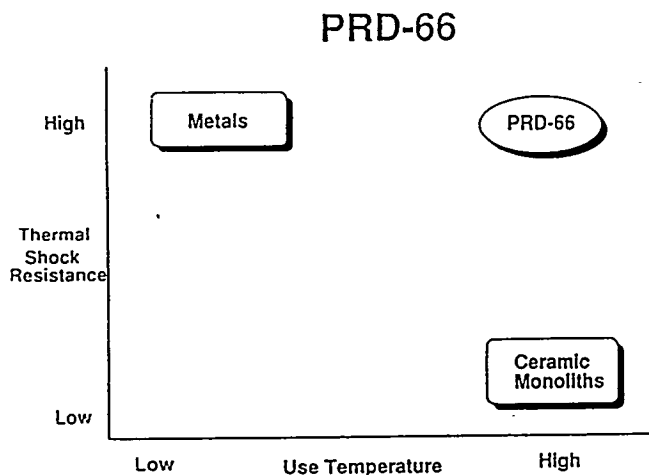 PRD-66
High
Metals
PRD-66
Thermal
Shock
Resistance
Ceramic
Monoliths
Low
Low
Use Temperature
High